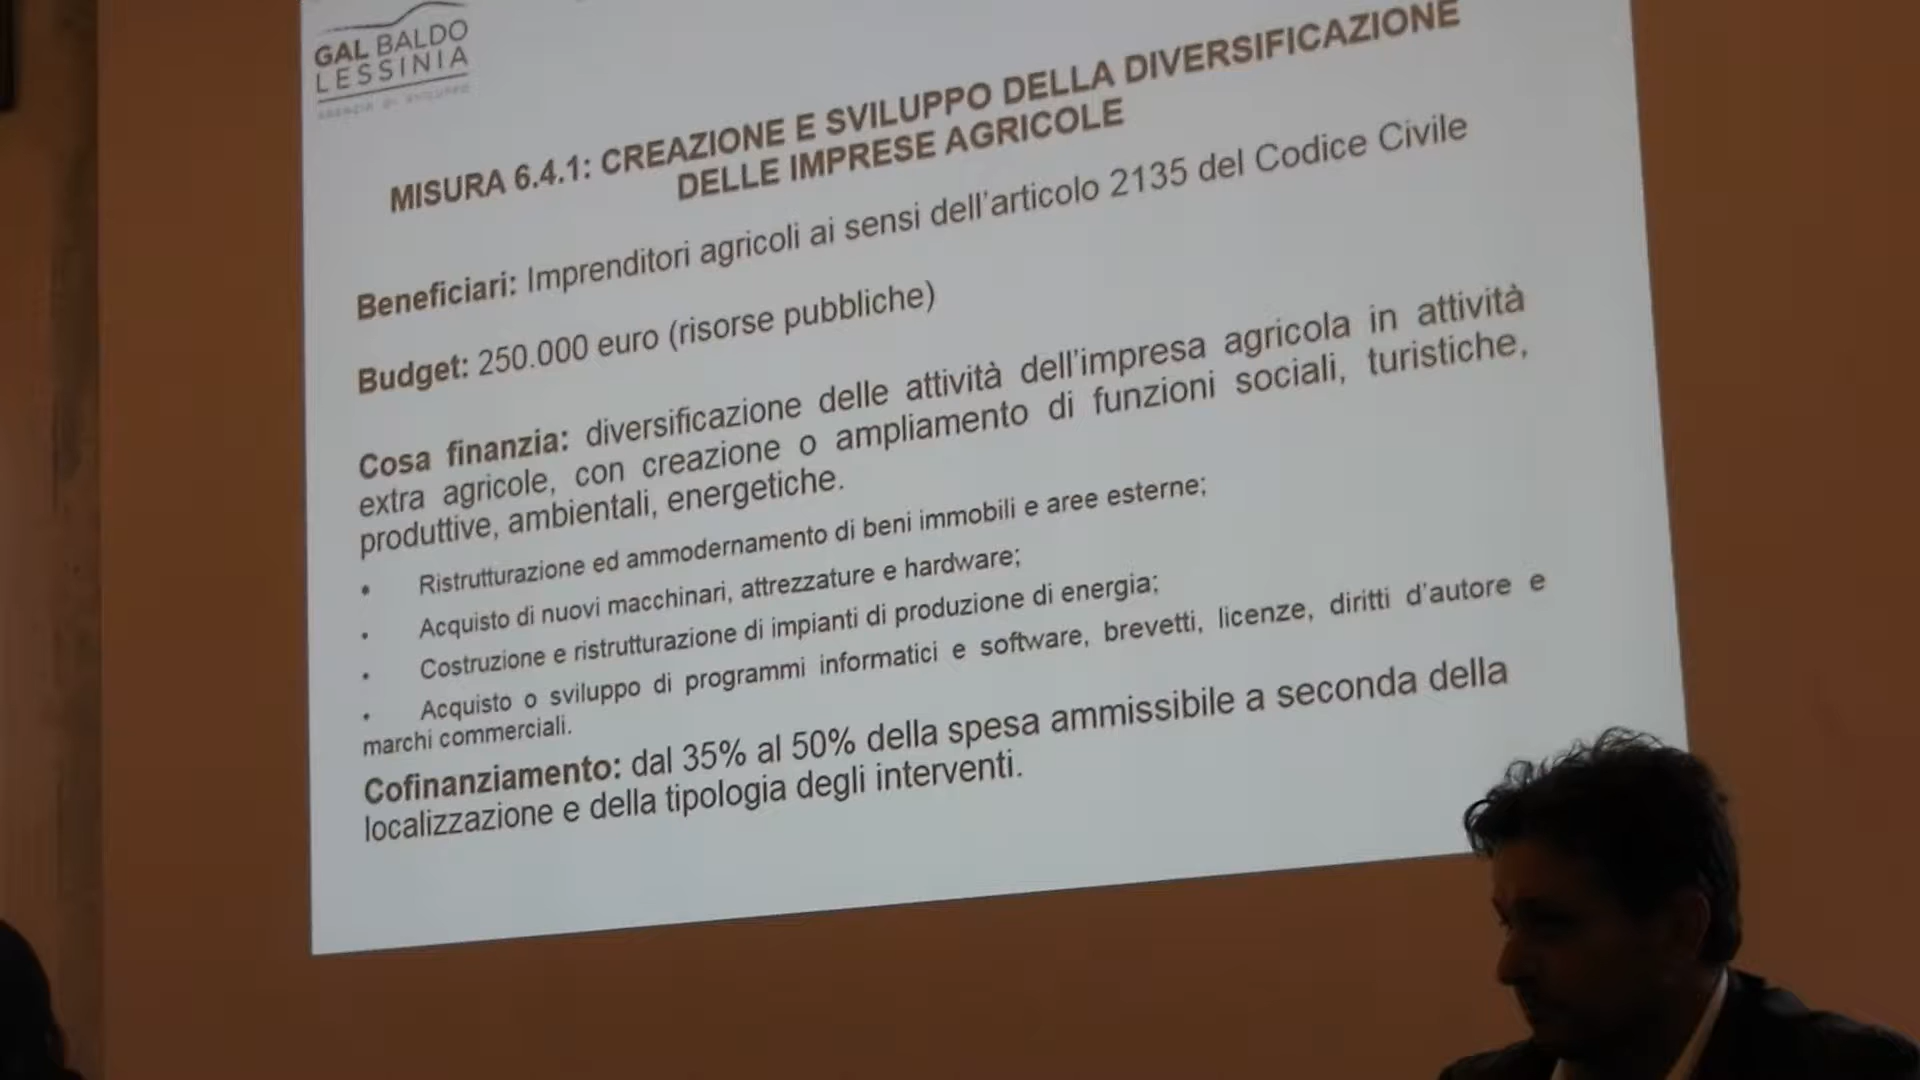 GAL BALDO
LESSINIA
AGENZIA DI SVILUPPO
MISURA 6.4.1: CREAZIONE E SVILUPPO DELLA DIVERSIFICAZIONE
DELLE IMPRESE AGRICOLE
Beneficiari: Imprenditori agricoli ai sensi dell'articolo 2135 del Codice Civile
Budget: 250.000 euro (risorse pubbliche)
Cosa finanzia: diversificazione delle attività dell'impresa agricola in attività
extra agricole, con creazione o ampliamento di funzioni sociali, turistiche,
produttive, ambientali, energetiche.
• Ristrutturazione ed ammodernamento di beni immobili e aree esterne;
• Acquisto di nuovi macchinari, attrezzature e hardware;
• Costruzione e ristrutturazione di impianti di produzione di energia;
• Acquisto o sviluppo di programmi informatici e software, brevetti, licenze, diritti d'autore e
marchi commerciali.
Cofinanziamento: dal 35% al 50% della spesa ammissibile a seconda della
localizzazione e della tipologia degli interventi.